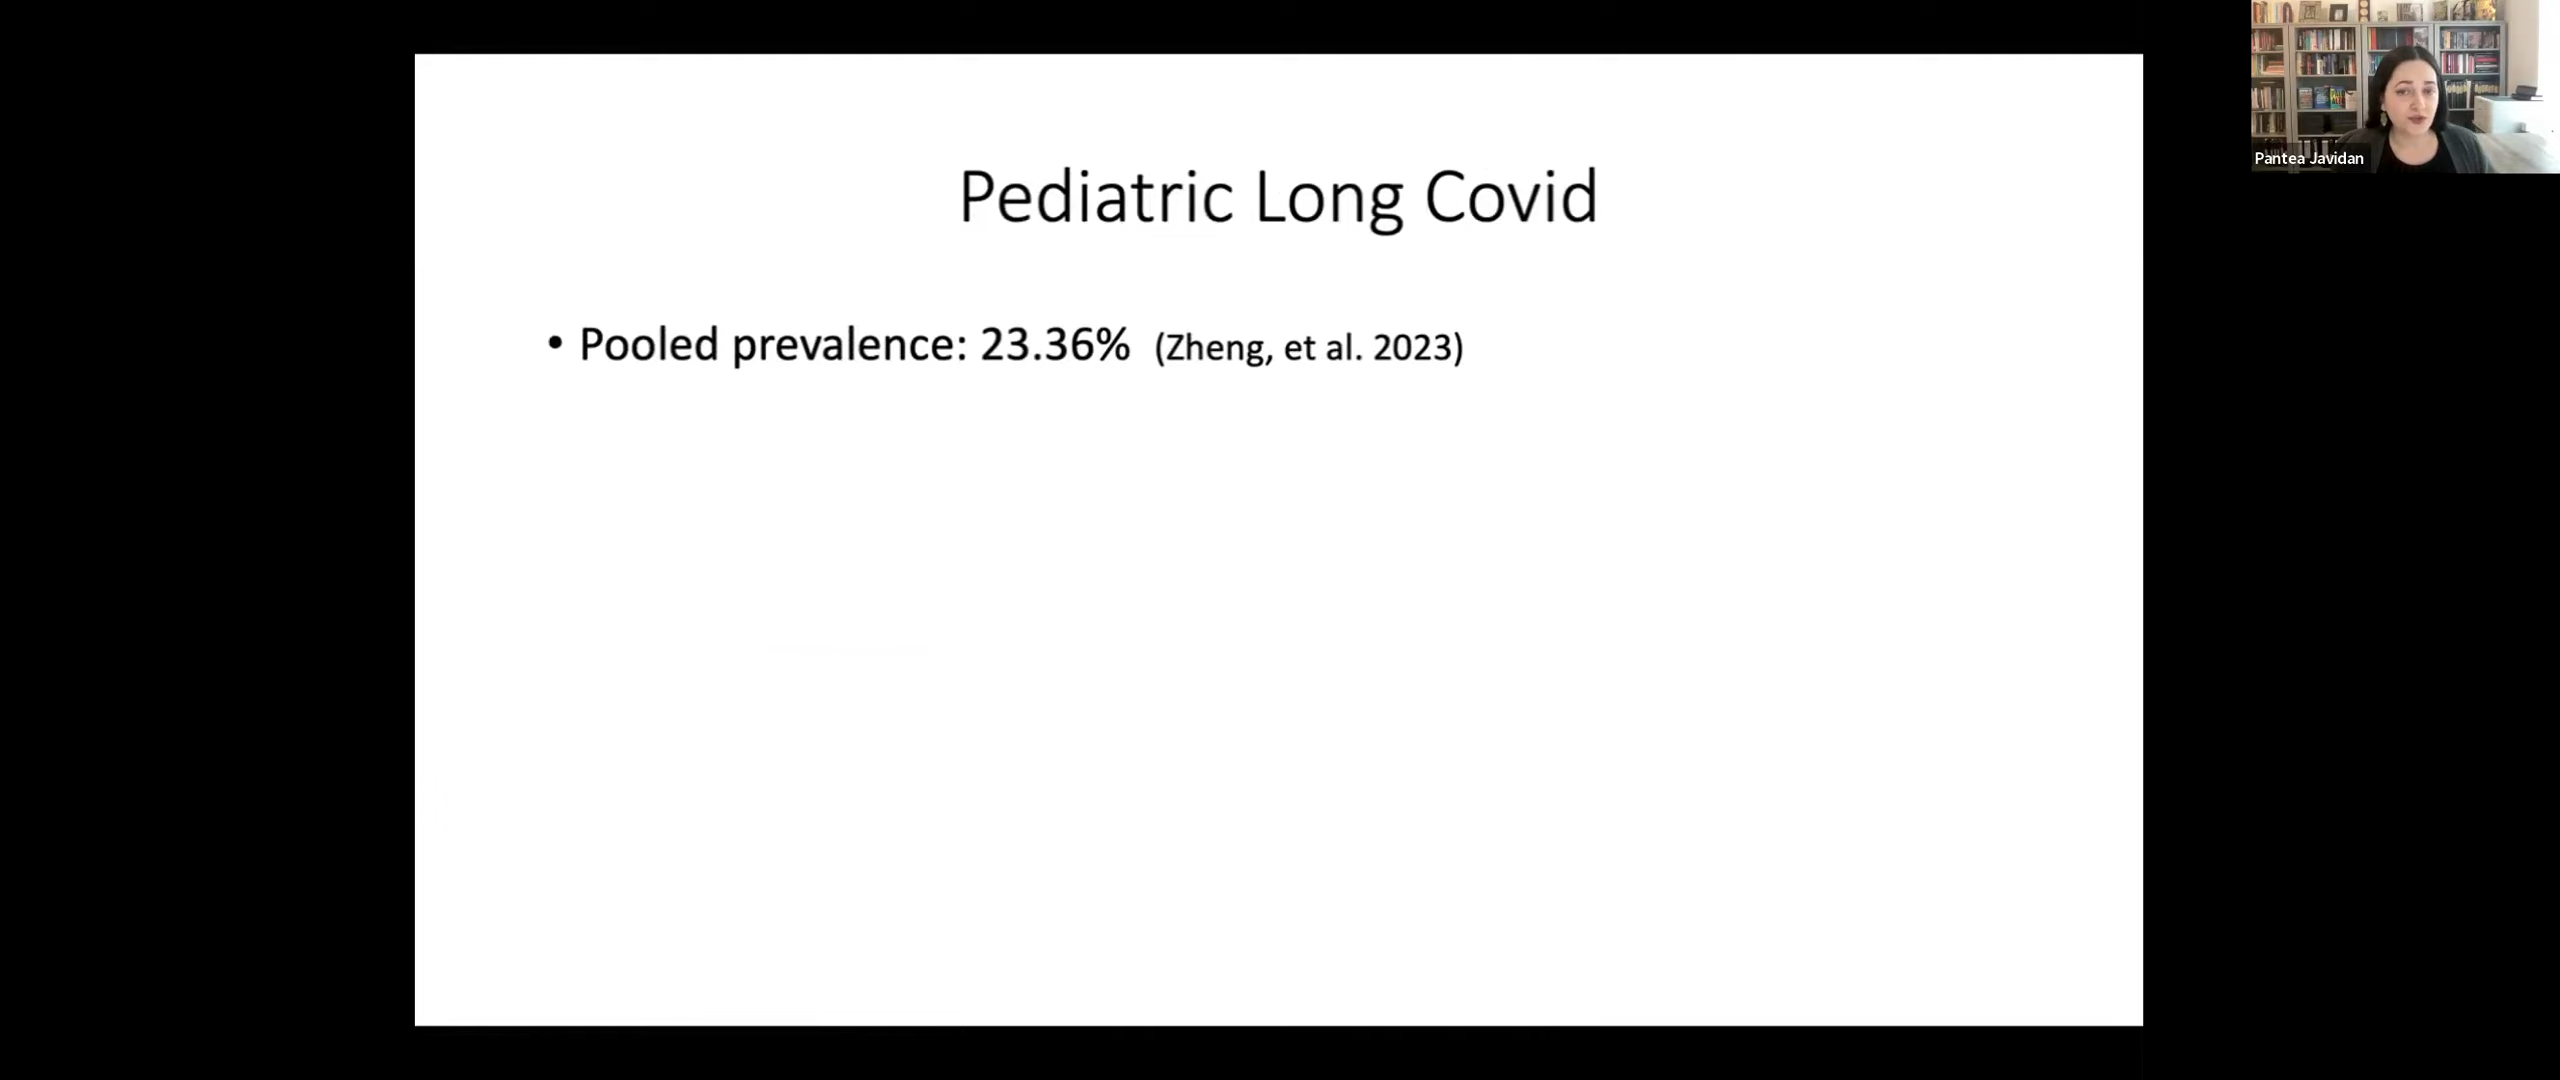 Pediatric Long Covid
• Pooled prevalence: 23.36% (Zheng, et al. 2023)
Pantea Javidan